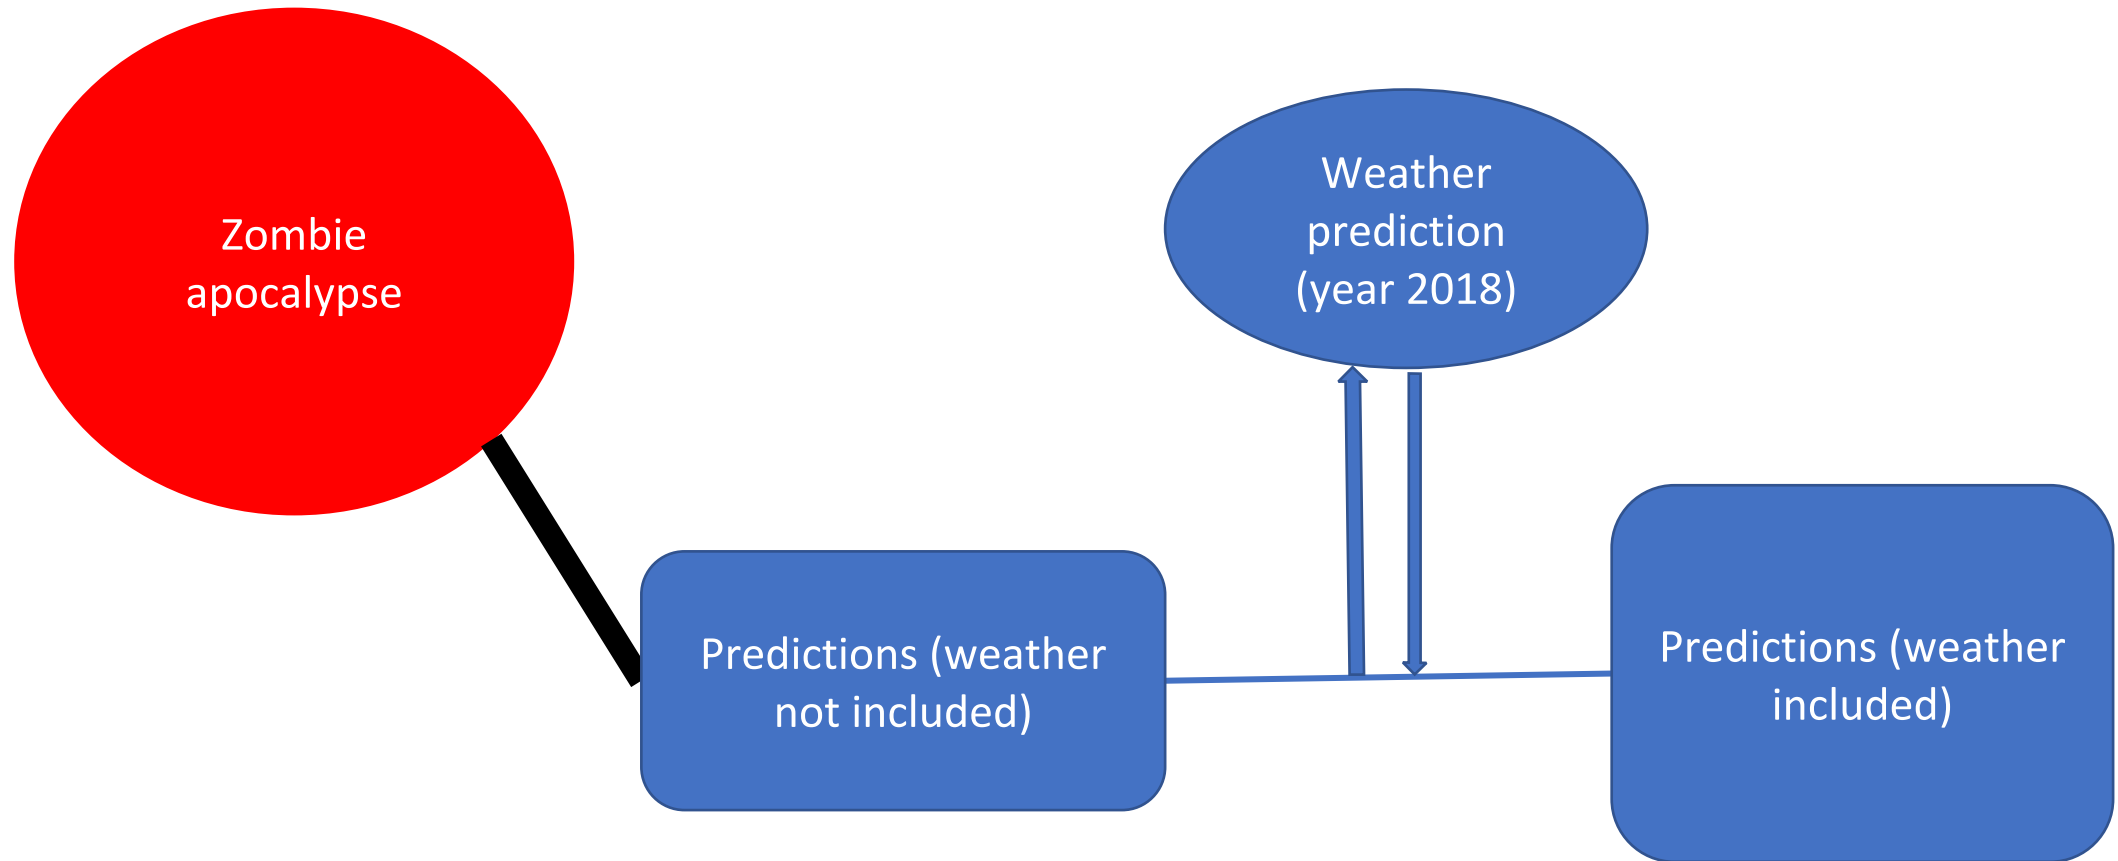 Zombie
apocalypse
Weather
prediction
(year 2018)
Predictions (weather
not included)
Predictions (weather
included)